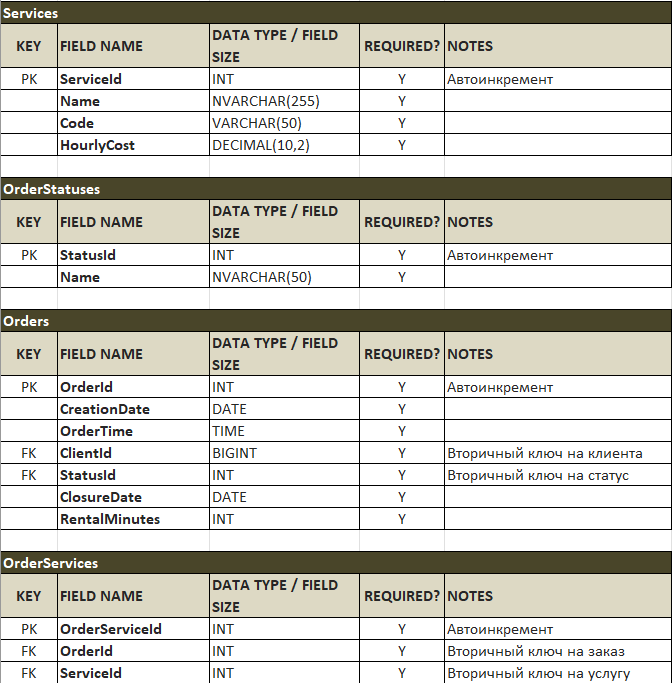 Services
KEY FIELD NAME DATA TYPE / FIELD SIZE REQUIRED? NOTES
PK ServiceId INT Y Автоинкремент
Name NVARCHAR(255) Y
Code VARCHAR(50) Y
HourlyCost DECIMAL(10,2) Y
OrderStatuses
KEY FIELD NAME DATA TYPE / FIELD SIZE REQUIRED? NOTES
PK StatusId INT Y Автоинкремент
Name NVARCHAR(50) Y
Orders
KEY FIELD NAME DATA TYPE / FIELD SIZE REQUIRED? NOTES
PK OrderId INT Y Автоинкремент
CreationDate DATE Y
OrderTime TIME Y
FK ClientId BIGINT Y Вторичный ключ на клиента
FK StatusId INT Y Вторичный ключ на статус
ClosureDate DATE Y
RentalMinutes INT Y
OrderServices
KEY FIELD NAME DATA TYPE / FIELD SIZE REQUIRED? NOTES
PK OrderServiceId INT Y Автоинкремент
FK OrderId INT Y Вторичный ключ на заказ
FK ServiceId INT Y Вторичный ключ на услугу